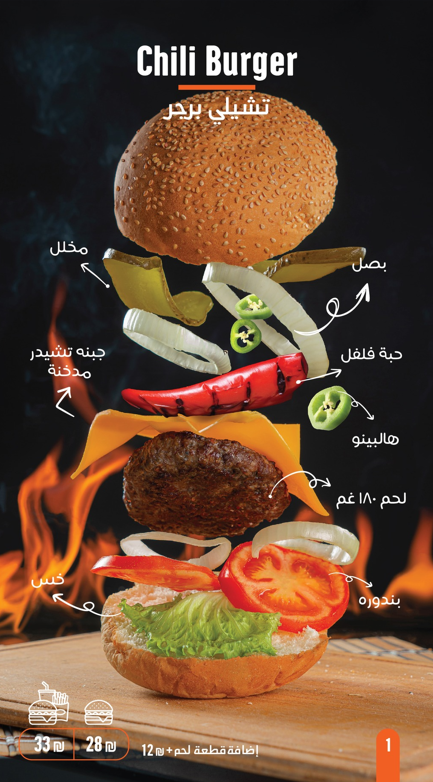 Chili Burger
تشيلي برجر
مخلل
بصل
جبنه تشيدر
مدخنة
حبة فلفل
هالبينو
لحم ١٨٠ غم
خس
بندوره
33 ₪ 28 ₪
إضافة قطعة لحم + 12 ₪
1